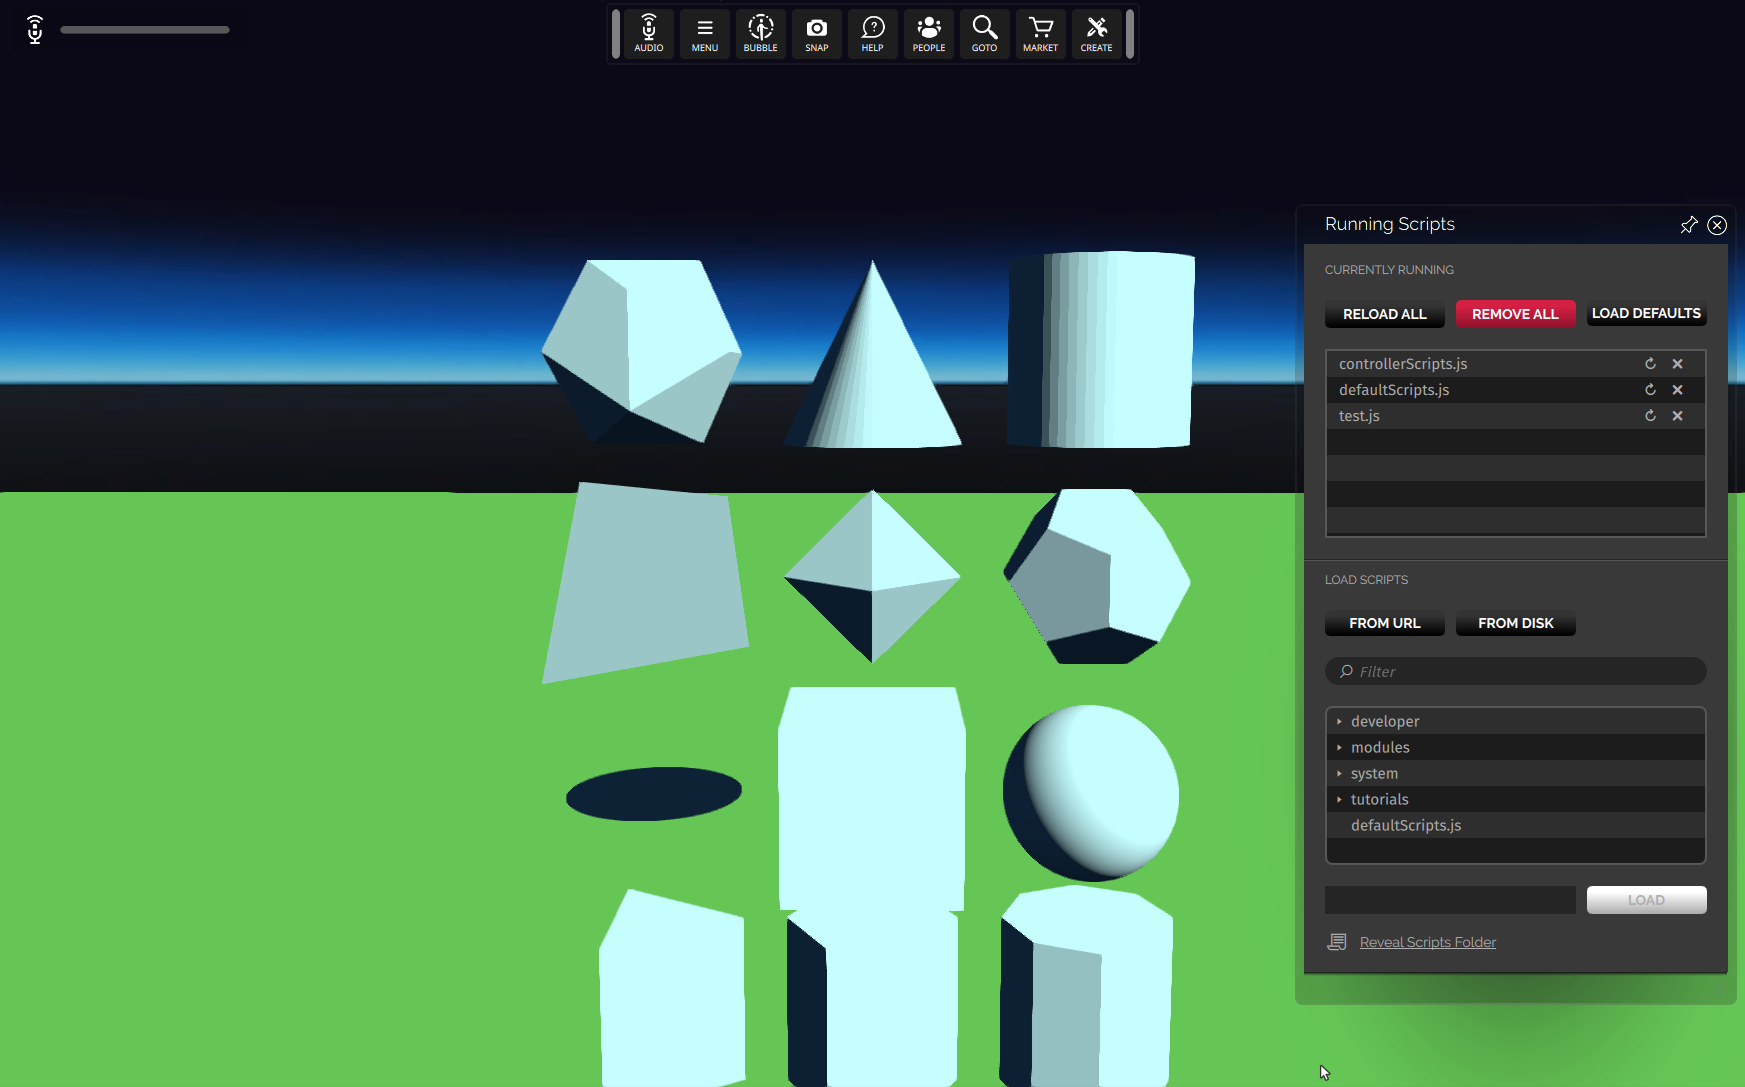 AUDIO MENU BUBBLE SNAP HELP PEOPLE GOTO MARKET CREATE
Running Scripts
CURRENTLY RUNNING
RELOAD ALL REMOVE ALL LOAD DEFAULTS
controllerScripts.js
defaultScripts.js
test.js
LOAD SCRIPTS
FROM URL FROM DISK
Filter
developer
modules
system
tutorials
defaultScripts.js
LOAD
Reveal Scripts Folder